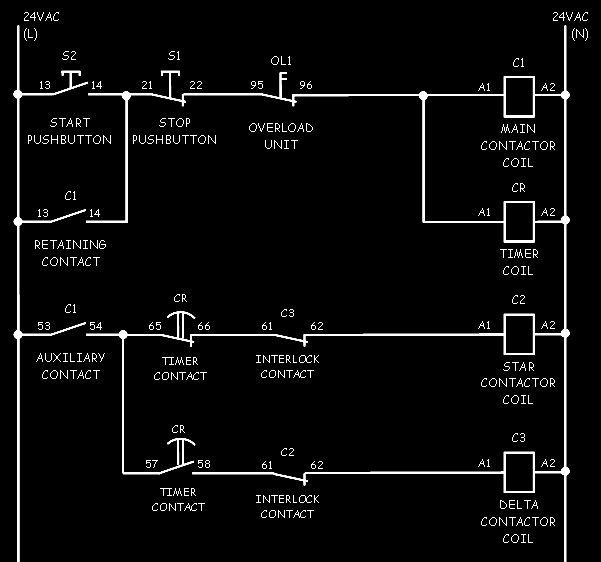 24VAC
(L)
24VAC
(N)
S2
S1
OL1
C1
13 14 21 22 95 96 A1 A2
START
PUSHBUTTON
STOP
PUSHBUTTON
OVERLOAD
UNIT
MAIN
CONTACTOR
COIL
C1
CR
13 14 A1 A2
RETAINING
CONTACT
TIMER
COIL
C1
CR
C3
C2
53 54 65 66 61 62 A1 A2
AUXILIARY
CONTACT
TIMER
CONTACT
INTERLOCK
CONTACT
STAR
CONTACTOR
COIL
CR
C2
C3
57 58 61 62 A1 A2
TIMER
CONTACT
INTERLOCK
CONTACT
DELTA
CONTACTOR
COIL